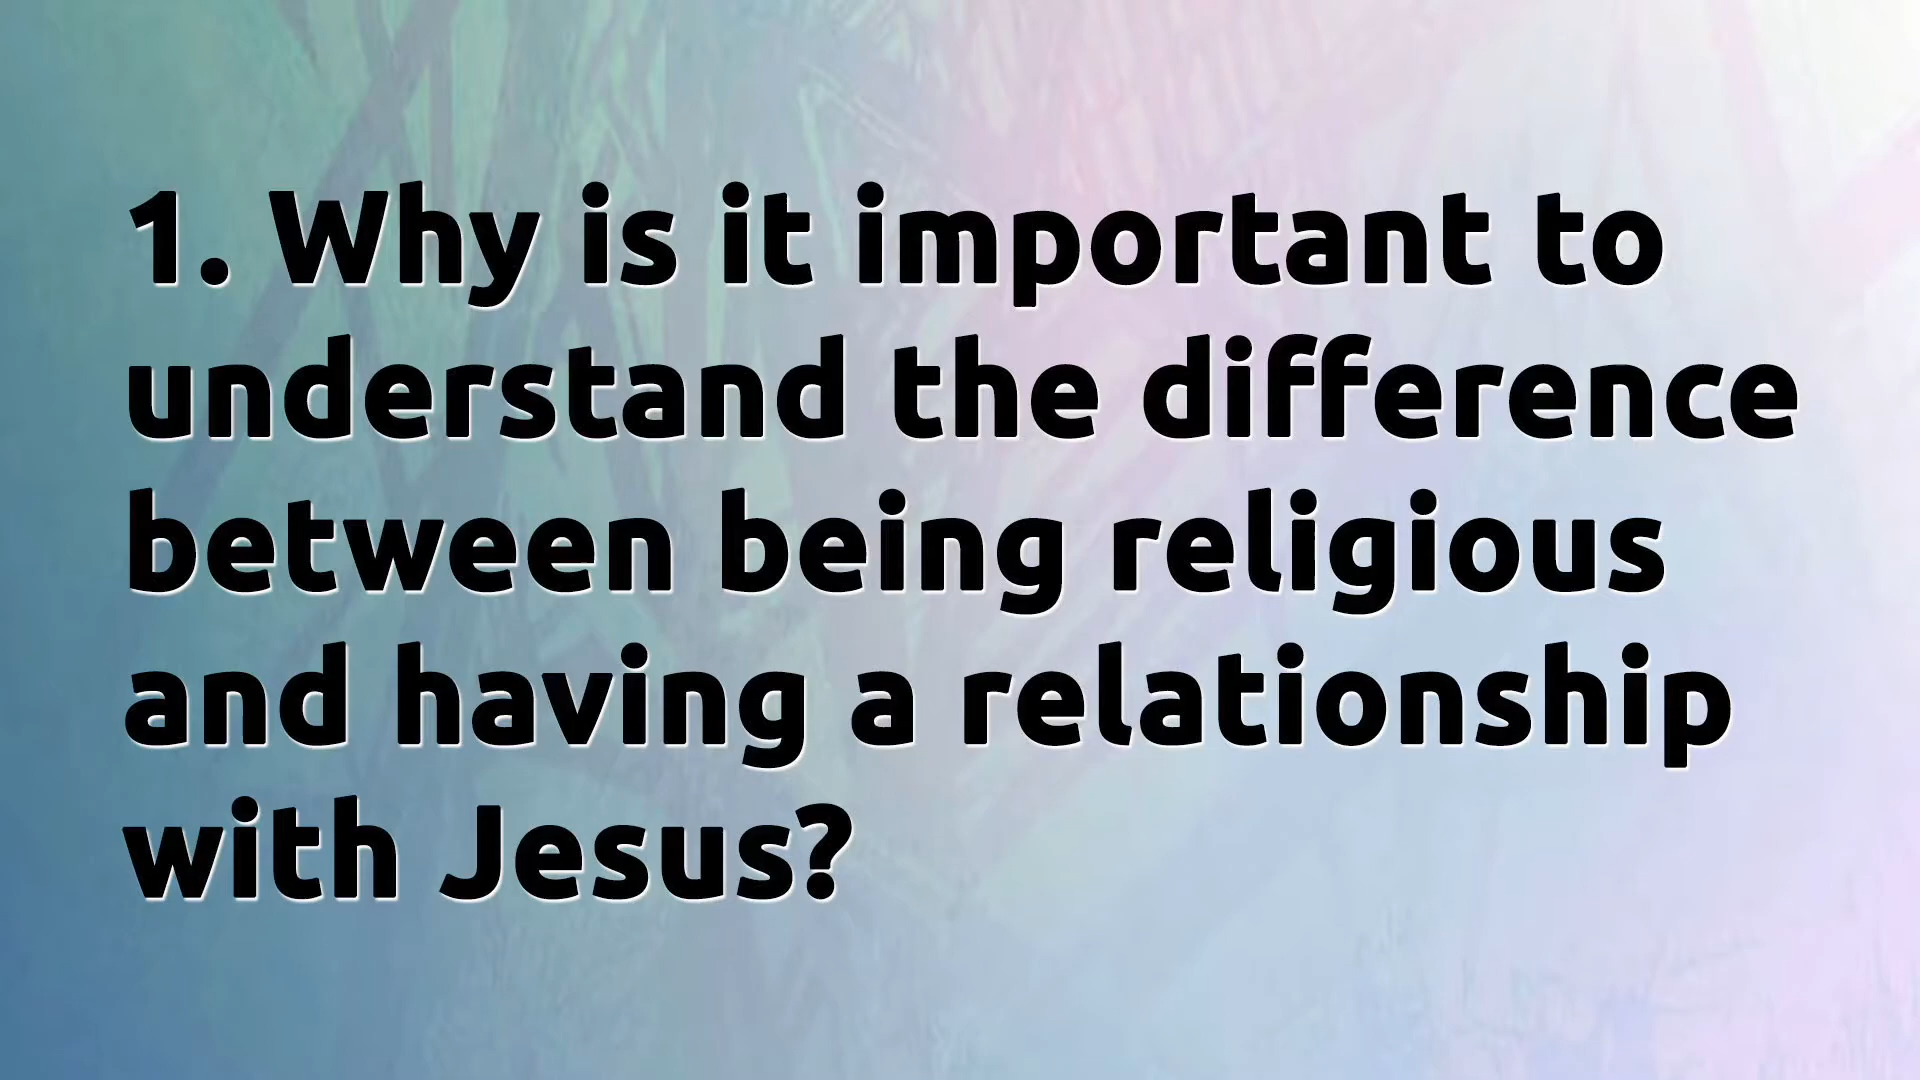 1. Why is it important to
understand the difference
between being religious
and having a relationship
with Jesus?